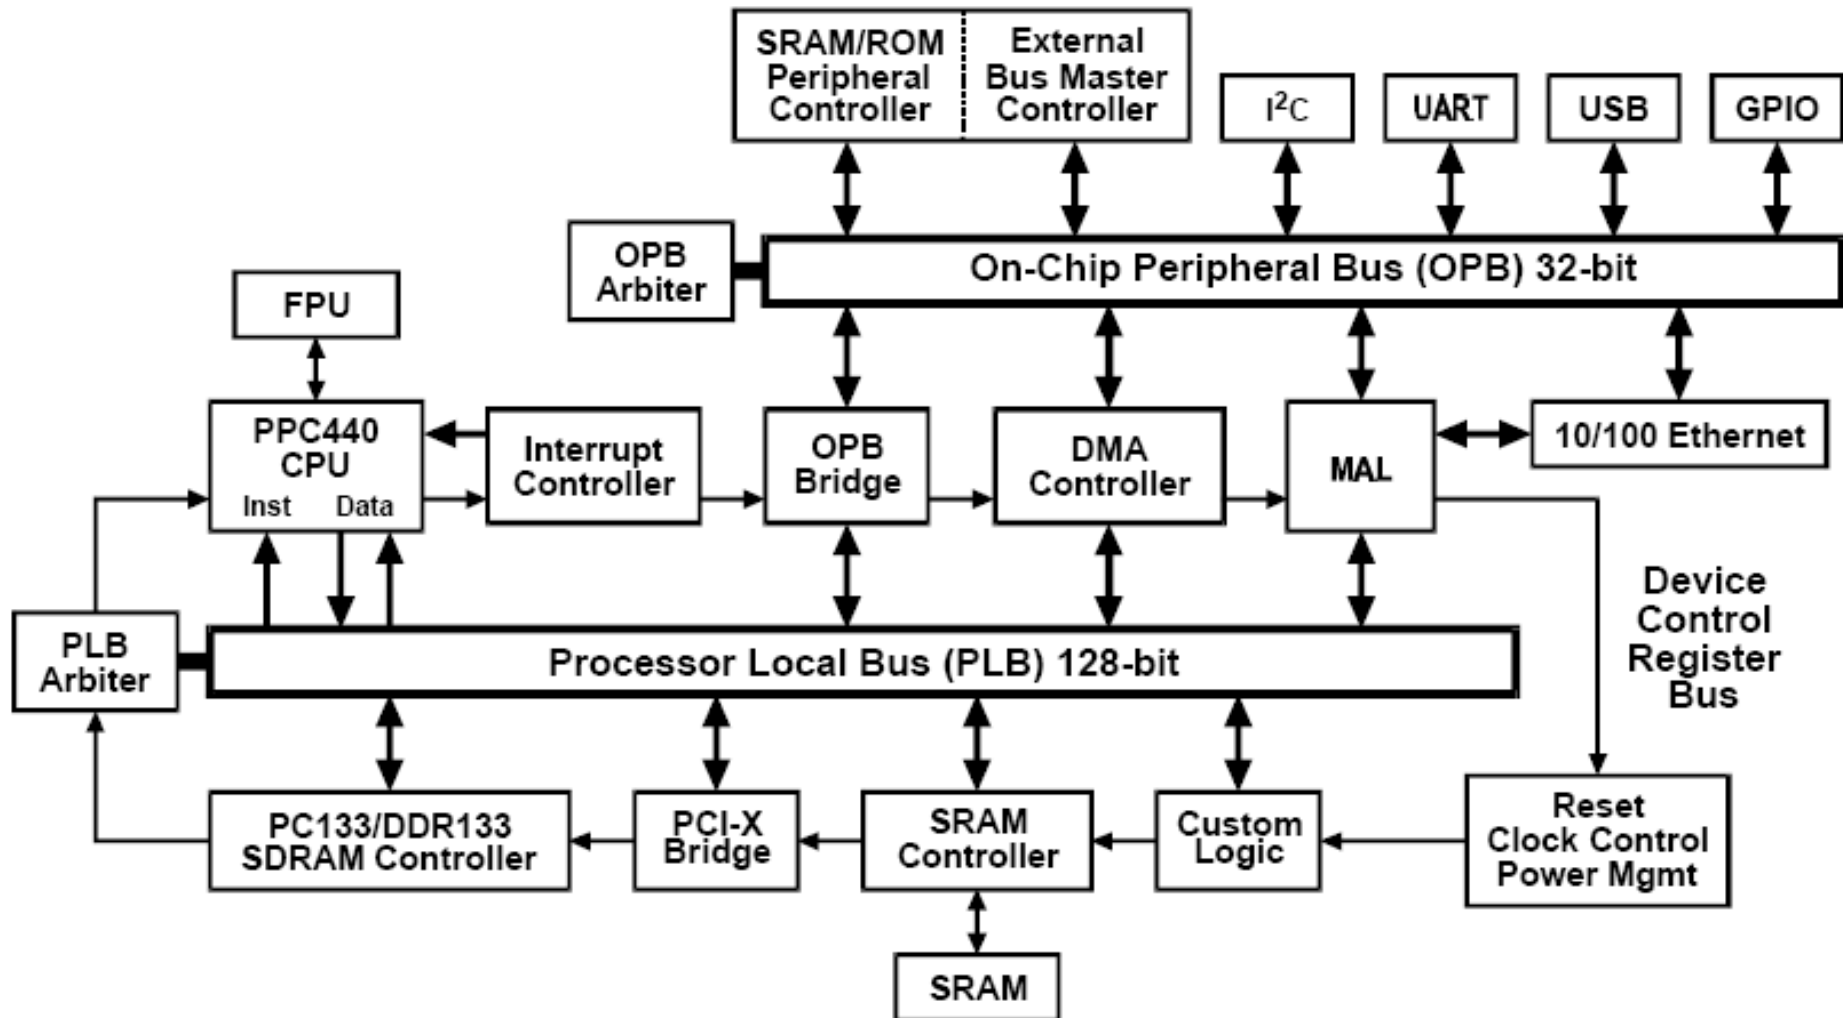 SRAM/ROM
Peripheral
Controller
External
Bus Master
Controller
I²C
UART
USB
GPIO
OPB
Arbiter
On-Chip Peripheral Bus (OPB) 32-bit
FPU
PPC440
CPU
Inst Data
Interrupt
Controller
OPB
Bridge
DMA
Controller
MAL
10/100 Ethernet
Device
Control
Register
Bus
PLB
Arbiter
Processor Local Bus (PLB) 128-bit
PC133/DDR133
SDRAM Controller
PCI-X
Bridge
SRAM
Controller
Custom
Logic
Reset
Clock Control
Power Mgmt
SRAM